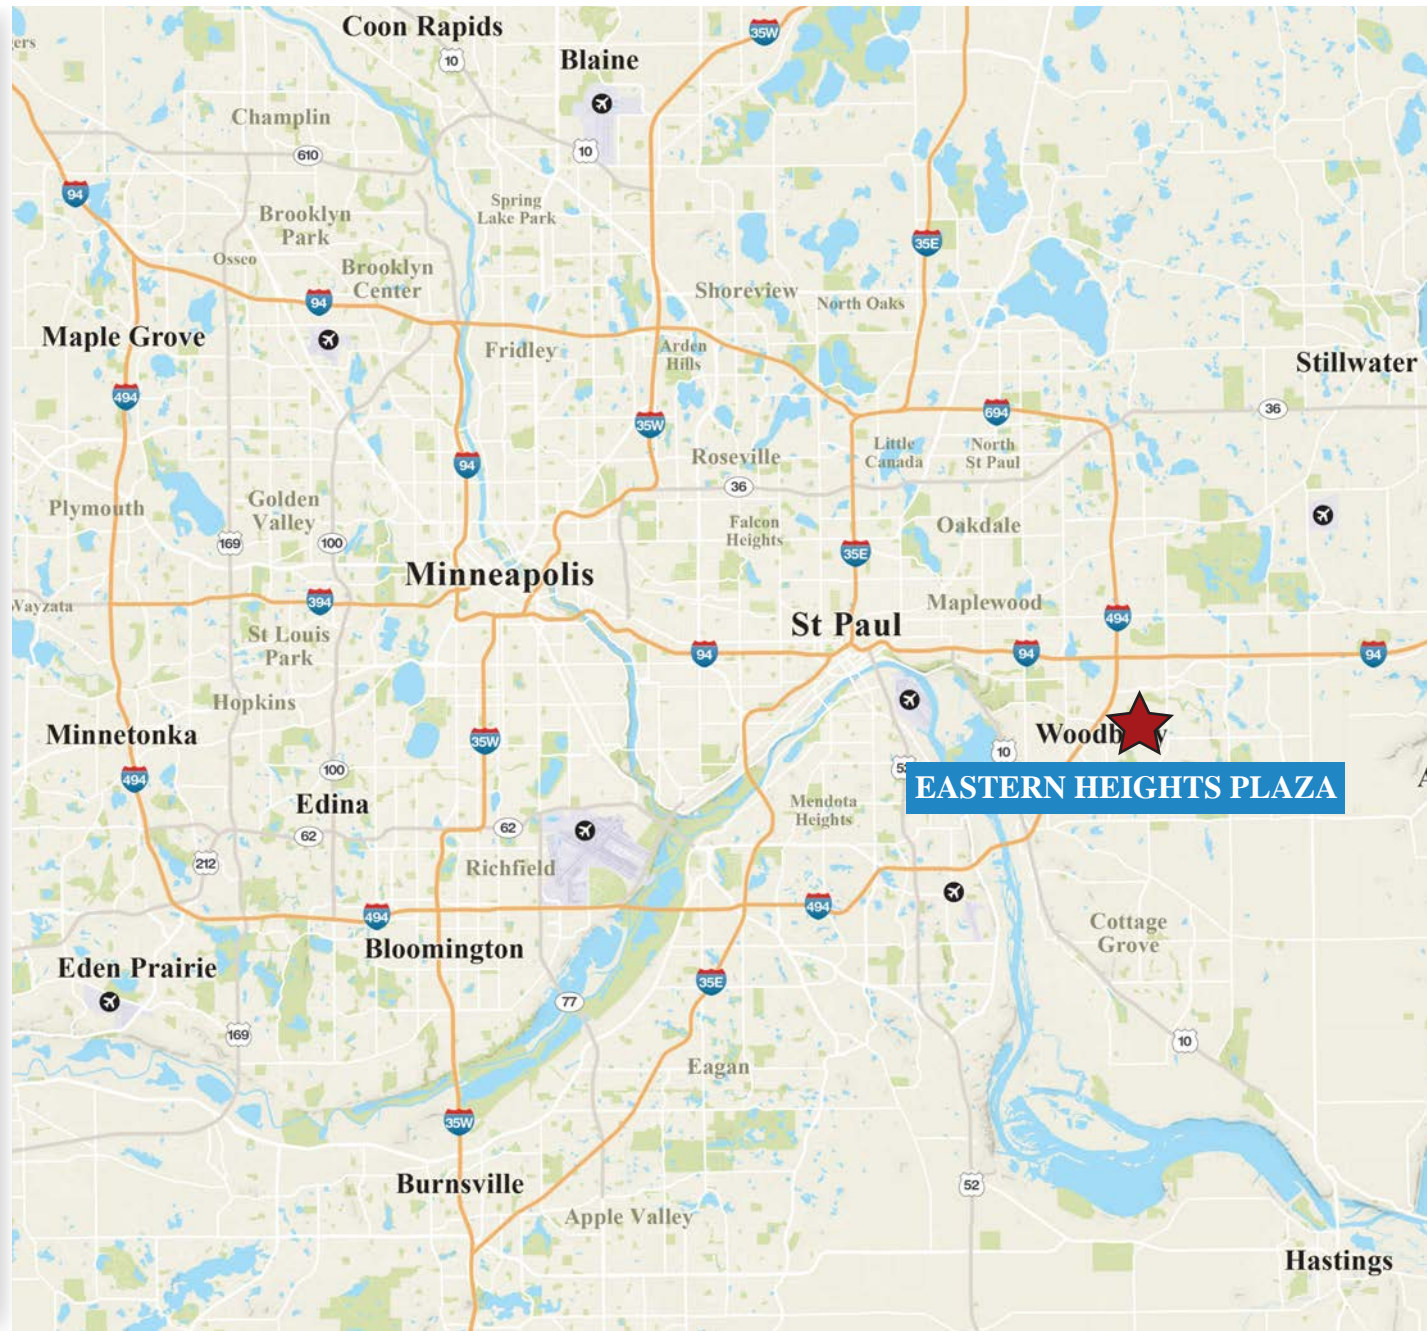 Coon Rapids
35W
10
Blaine
Champlin
10
610
94
Spring
Lake Park
Brooklyn
Park
35E
Osseo
Brooklyn
Center
Shoreview
94
North Oaks
Maple Grove
Fridley
Arden
Hills
Stillwater
494
694
36
35W
Little
Canada
North
St Paul
Roseville
94
36
Plymouth
Golden
Valley
Falcon
Heights
Oakdale
169
100
35E
Minneapolis
394
Wayzata
Maplewood
494
St Louis
Park
St Paul
94
94
94
Hopkins
Minnetonka
35W
10
100
494
52
EASTERN HEIGHTS PLAZA
Edina
Mendota
Heights
62
62
212
Richfield
494
494
Cottage
Grove
Bloomington
Eden Prairie
35E
77
169
10
Eagan
35W
Burnsville
52
Apple Valley
Hastings